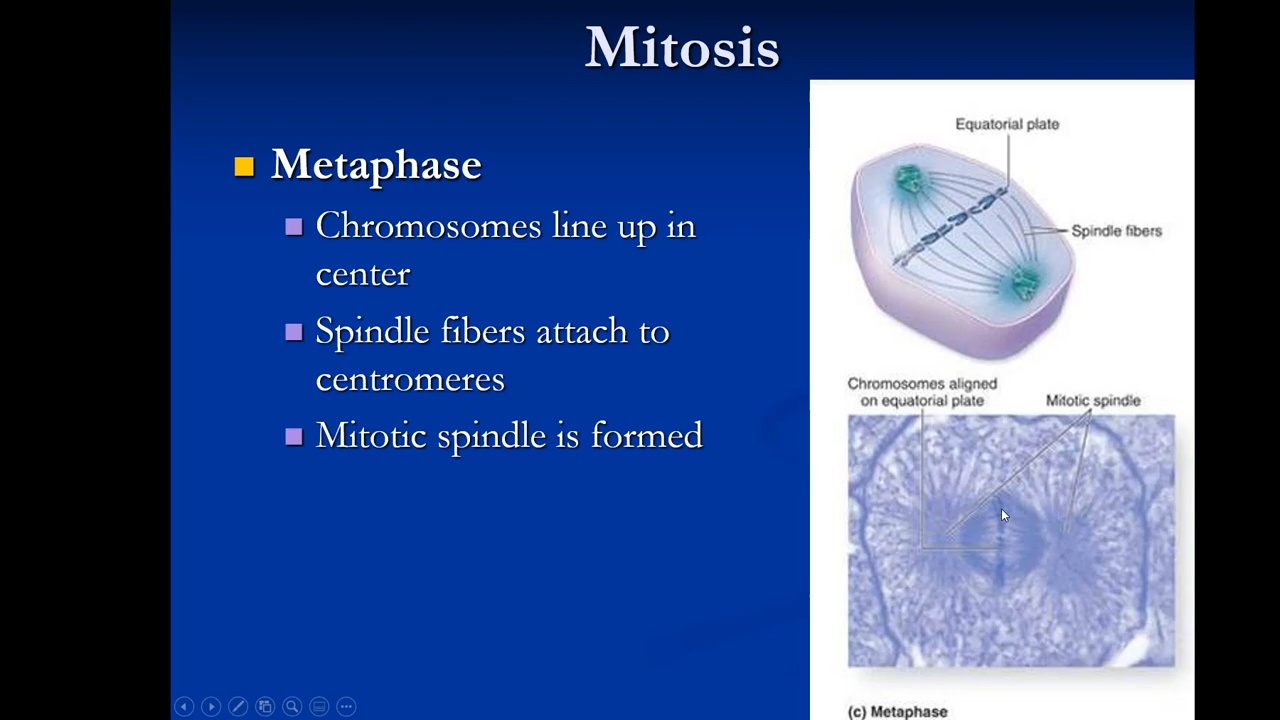 Mitosis
Metaphase
Chromosomes line up in
center
Spindle fibers attach to
centromeres
Mitotic spindle is formed
Equatorial plate
Spindle fibers
Chromosomes aligned
on equatorial plate
Mitotic spindle
(c) Metaphase